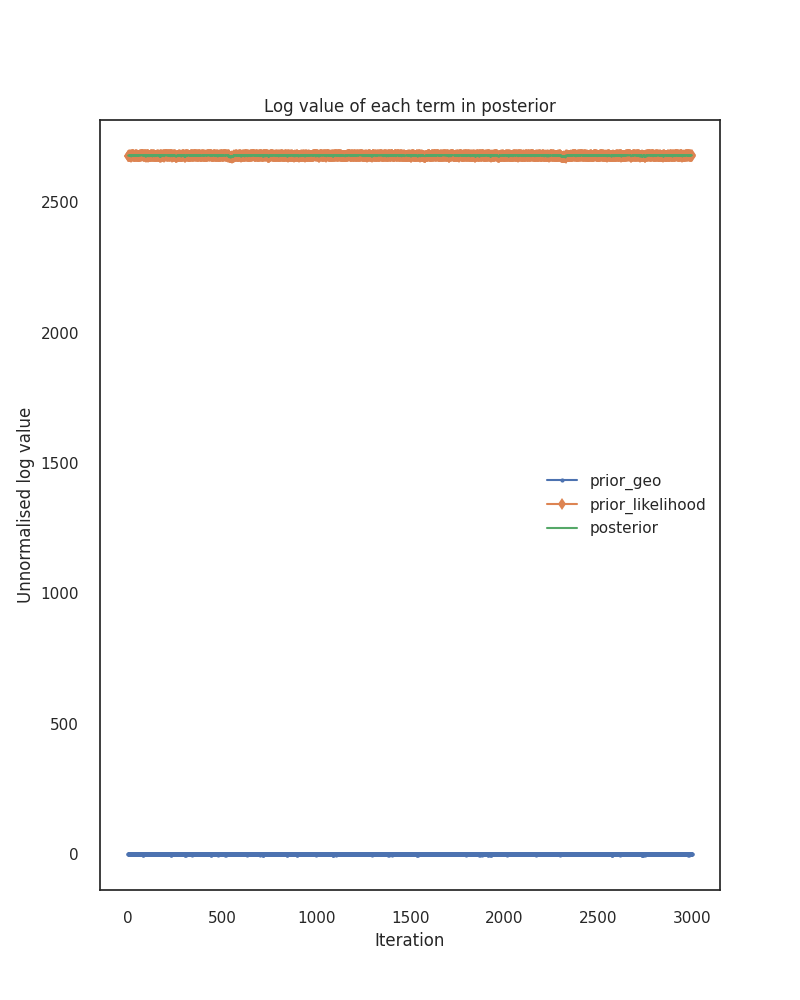 Log value of each term in posterior
Unnormalised log value
2500
2000
1500
1000
500
0
prior_geo
prior_likelihood
posterior
0 500 1000 1500 2000 2500 3000
Iteration